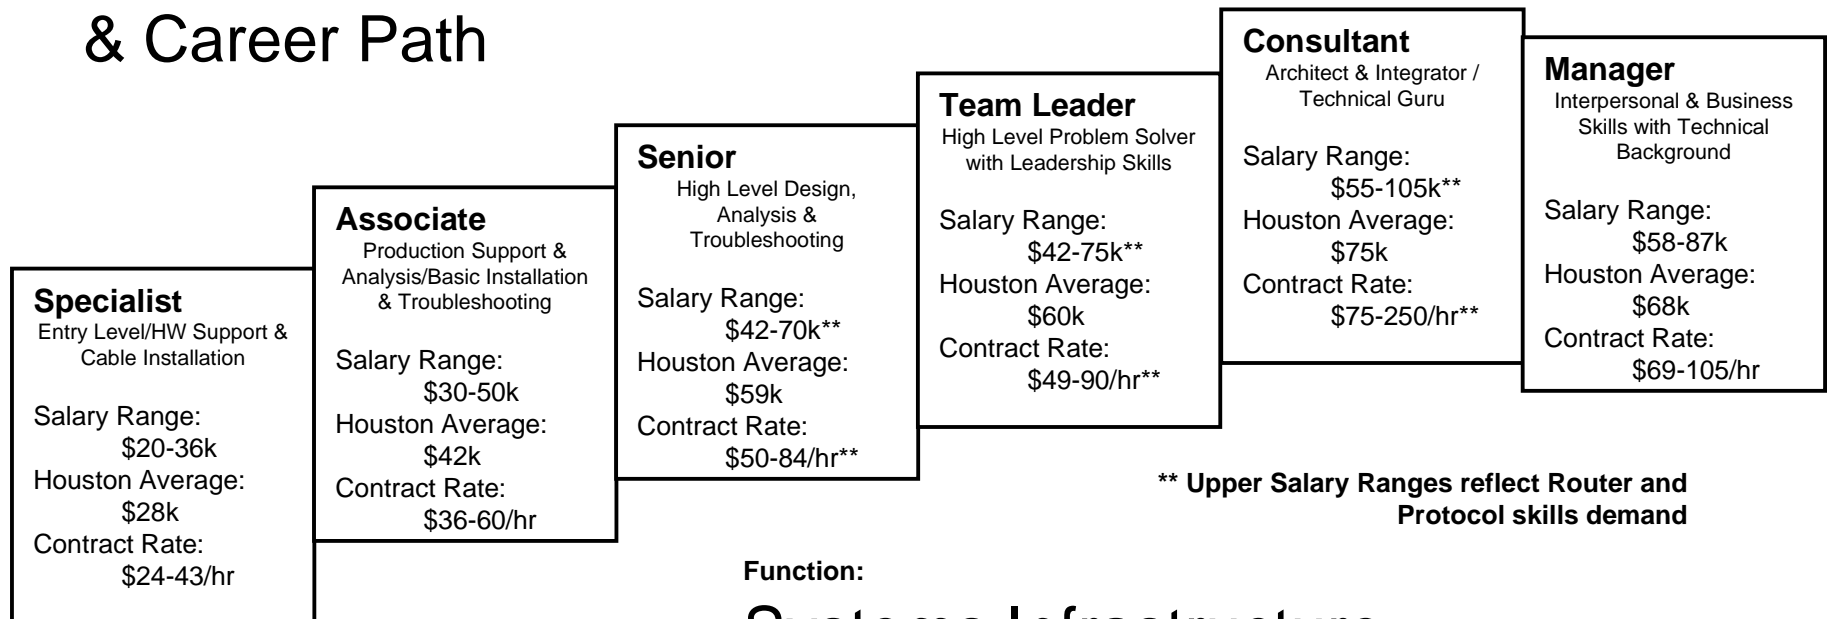 & Career Path
Specialist
Entry Level/HW Support &
Cable Installation
Salary Range:
$20-36k
Houston Average:
$28k
Contract Rate:
$24-43/hr
Associate
Production Support &
Analysis/Basic Installation
& Troubleshooting
Salary Range:
$30-50k
Houston Average:
$42k
Contract Rate:
$36-60/hr
Senior
High Level Design,
Analysis &
Troubleshooting
Salary Range:
$42-70k**
Houston Average:
$59k
Contract Rate:
$50-84/hr**
Team Leader
High Level Problem Solver
with Leadership Skills
Salary Range:
$42-75k**
Houston Average:
$60k
Contract Rate:
$49-90/hr**
Consultant
Architect & Integrator /
Technical Guru
Salary Range:
$55-105k**
Houston Average:
$75k
Contract Rate:
$75-250/hr**
Manager
Interpersonal & Business
Skills with Technical
Background
Salary Range:
$58-87k
Houston Average:
$68k
Contract Rate:
$69-105/hr
** Upper Salary Ranges reflect Router and
Protocol skills demand
Function:
Systems Infrastructure